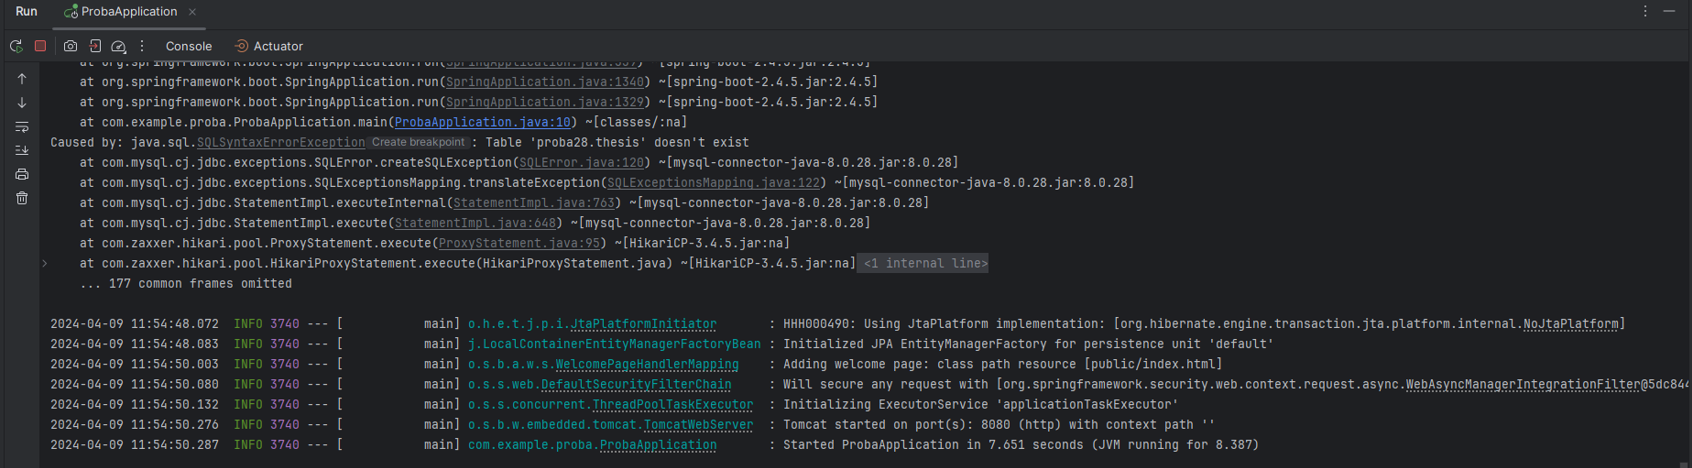 Run ProbaApplication ×
Console Actuator
at org.springframework.boot.SpringApplication.run(SpringApplication.java:337) ~[spring-boot-2.4.5.jar:2.4.5]
at org.springframework.boot.SpringApplication.run(SpringApplication.java:1340) ~[spring-boot-2.4.5.jar:2.4.5]
at org.springframework.boot.SpringApplication.run(SpringApplication.java:1329) ~[spring-boot-2.4.5.jar:2.4.5]
at com.example.proba.ProbaApplication.main(ProbaApplication.java:10) ~[classes/:na]
Caused by: java.sql.SQLSyntaxErrorException Create breakpoint : Table 'proba28.thesis' doesn't exist
at com.mysql.cj.jdbc.exceptions.SQLError.createSQLException(SQLError.java:120) ~[mysql-connector-java-8.0.28.jar:8.0.28]
at com.mysql.cj.jdbc.exceptions.SQLExceptionsMapping.translateException(SQLExceptionsMapping.java:122) ~[mysql-connector-java-8.0.28.jar:8.0.28]
at com.mysql.cj.jdbc.StatementImpl.executeInternal(StatementImpl.java:763) ~[mysql-connector-java-8.0.28.jar:8.0.28]
at com.mysql.cj.jdbc.StatementImpl.execute(StatementImpl.java:648) ~[mysql-connector-java-8.0.28.jar:8.0.28]
at com.zaxxer.hikari.pool.ProxyStatement.execute(ProxyStatement.java:95) ~[HikariCP-3.4.5.jar:na]
at com.zaxxer.hikari.pool.HikariProxyStatement.execute(HikariProxyStatement.java) ~[HikariCP-3.4.5.jar:na] <1 internal line>
... 177 common frames omitted
2024-04-09 11:54:48.072 INFO 3740 --- [ main] o.h.e.t.j.p.i.JtaPlatformInitiator : HHH000490: Using JtaPlatform implementation: [org.hibernate.engine.transaction.jta.platform.internal.NoJtaPlatform]
2024-04-09 11:54:48.083 INFO 3740 --- [ main] j.LocalContainerEntityManagerFactoryBean : Initialized JPA EntityManagerFactory for persistence unit 'default'
2024-04-09 11:54:50.003 INFO 3740 --- [ main] o.s.b.a.w.s.WelcomePageHandlerMapping : Adding welcome page: class path resource [public/index.html]
2024-04-09 11:54:50.080 INFO 3740 --- [ main] o.s.s.web.DefaultSecurityFilterChain : Will secure any request with [org.springframework.security.web.context.request.async.WebAsyncManagerIntegrationFilter@5dc844
2024-04-09 11:54:50.132 INFO 3740 --- [ main] o.s.s.concurrent.ThreadPoolTaskExecutor : Initializing ExecutorService 'applicationTaskExecutor'
2024-04-09 11:54:50.276 INFO 3740 --- [ main] o.s.b.w.embedded.tomcat.TomcatWebServer : Tomcat started on port(s): 8080 (http) with context path ''
2024-04-09 11:54:50.287 INFO 3740 --- [ main] com.example.proba.ProbaApplication : Started ProbaApplication in 7.651 seconds (JVM running for 8.387)